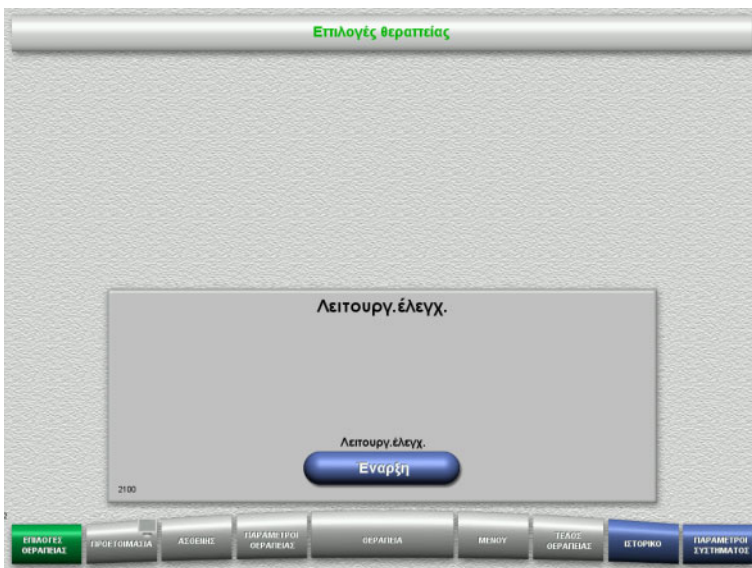 Επιλογές θεραπείας
Λειτουργ.έλεγχ.
Λειτουργ.έλεγχ.
Έναρξη
2100
ΕΠΙΛΟΓΕΣ
ΘΕΡΑΠΕΙΑΣ
ΠΡΟΕΤΟΙΜΑΣΙΑ
ΑΣΘΕΝΗΣ
ΠΑΡΑΜΕΤΡΟΙ
ΘΕΡΑΠΕΙΑΣ
ΘΕΡΑΠΕΙΑ
ΜΕΝΟΥ
ΤΕΛΟΣ
ΘΕΡΑΠΕΙΑΣ
ΙΣΤΟΡΙΚΟ
ΠΑΡΑΜΕΤΡΟΙ
ΣΥΣΤΗΜΑΤΟΣ